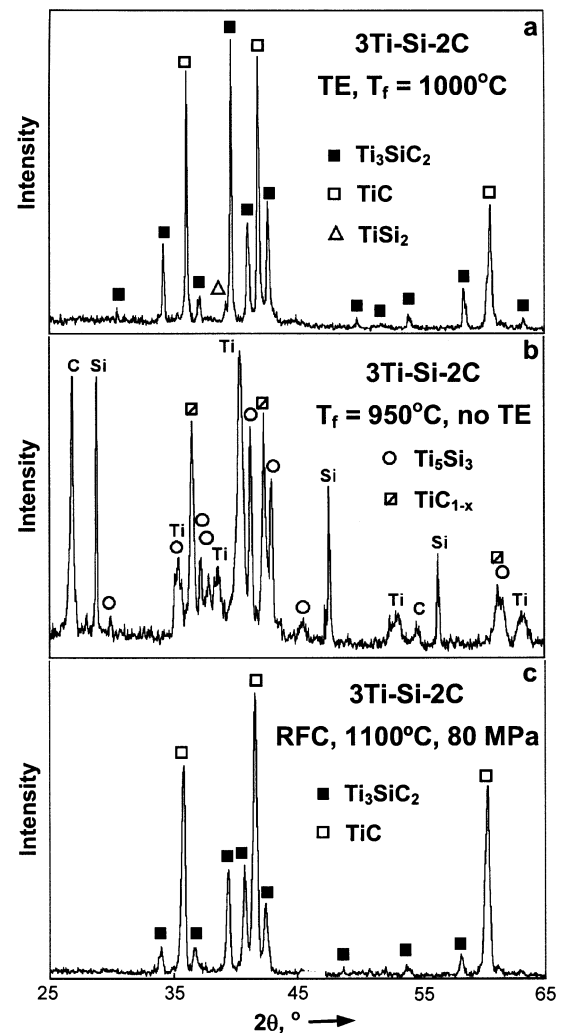 a
3Ti-Si-2C
TE, Tf = 1000°C
Ti3SiC2
TiC
TiSi2
Intensity
b
3Ti-Si-2C
Tf = 950°C, no TE
Ti5Si3
TiC1-x
C
Si
Ti
Ti
Ti
Si
Ti
C
Si
Ti
Intensity
c
3Ti-Si-2C
RFC, 1100ºC, 80 MPa
Ti3SiC2
TiC
Intensity
25 35 45 55 65
2θ, °